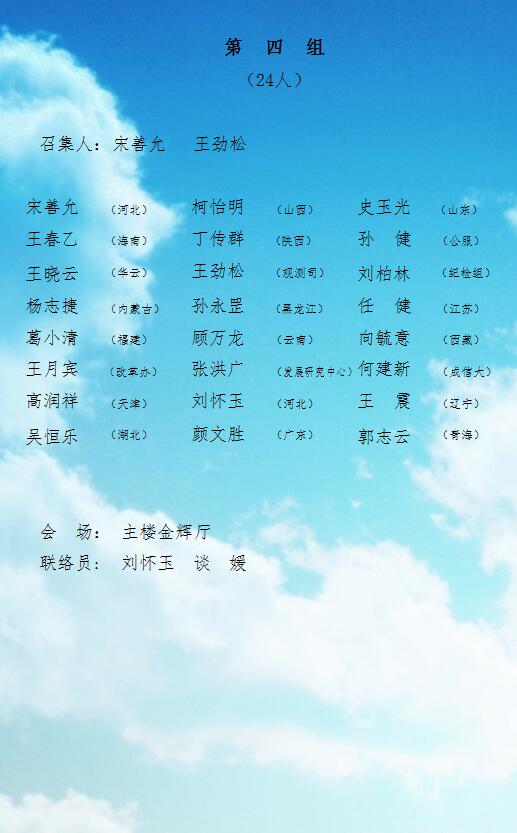 第 四 组
（24人）
召集人：宋善允 王劲松
宋善允 （河北） 柯怡明 （山西） 史玉光 （山东）
王春乙 （海南） 丁传群 （陕西） 孙 健 （公服）
王晓云 （华云） 王劲松 （观测司） 刘柏林 （纪检组）
杨志捷 （内蒙古） 孙永罡 （黑龙江） 任 健 （江苏）
葛小清 （福建） 顾万龙 （云南） 向毓意 （西藏）
王月宾 （改革办） 张洪广 （发展研究中心） 何建新 （成信大）
高润祥 （天津） 刘怀玉 （河北） 王 震 （辽宁）
吴恒乐 （湖北） 颜文胜 （广东） 郭志云 （青海）
会 场： 主楼金辉厅
联络员： 刘怀玉 谈 媛